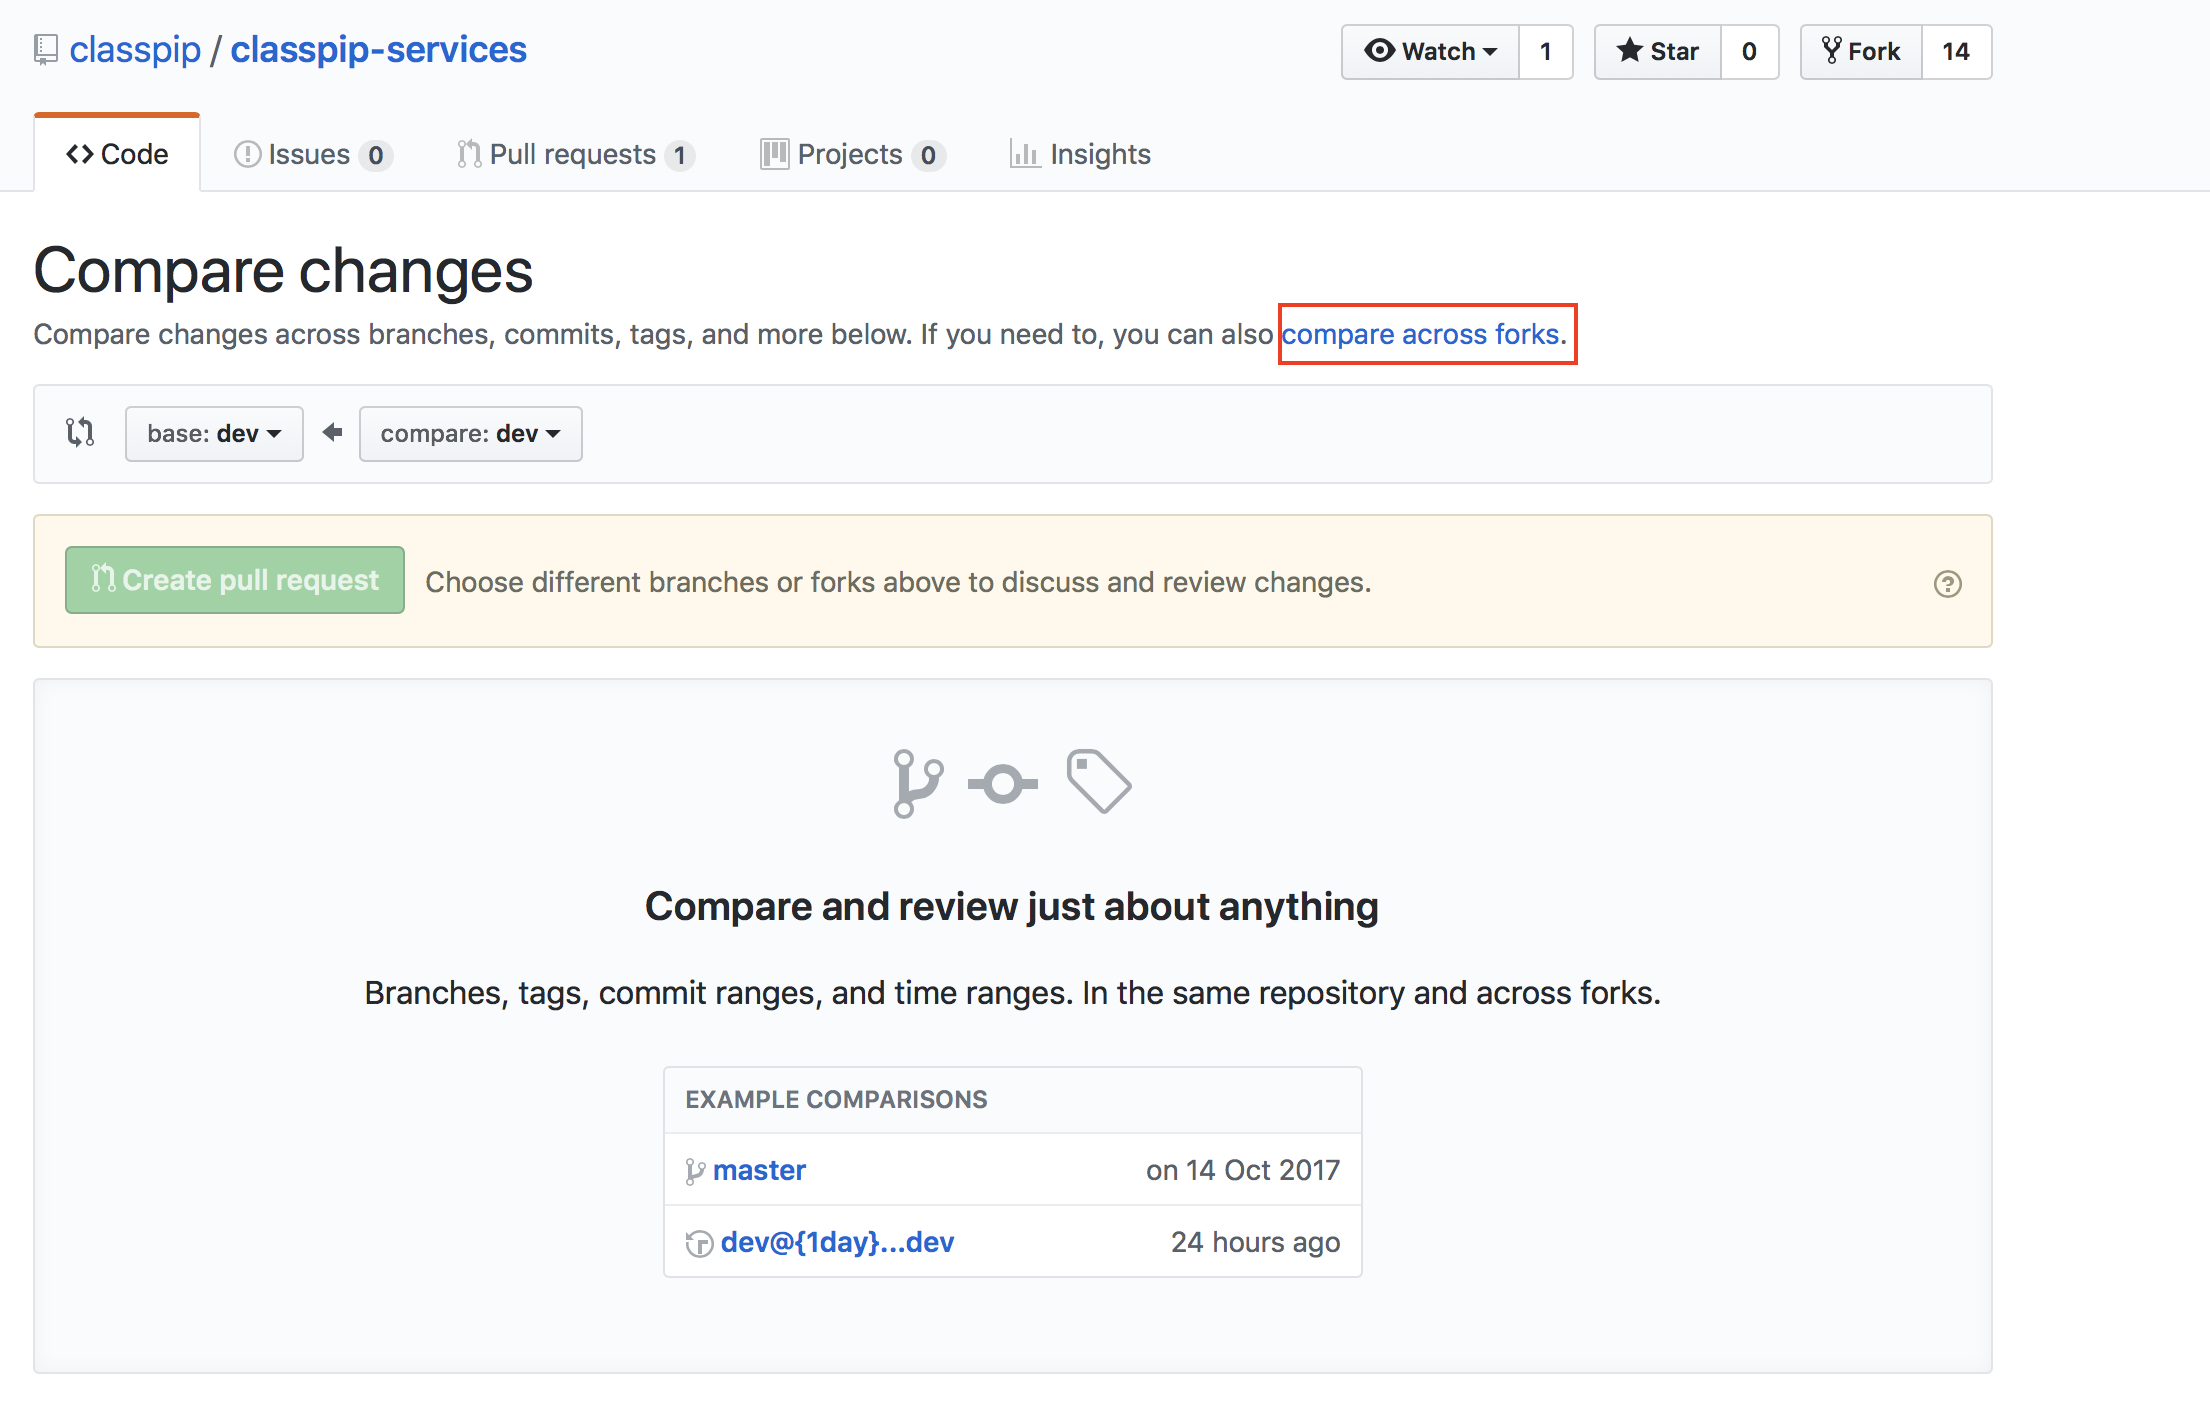 classpip / classpip-services
Watch 1 Star 0 Fork 14
Code Issues 0 Pull requests 1 Projects 0 Insights
Compare changes
Compare changes across branches, commits, tags, and more below. If you need to, you can also compare across forks.
base: dev compare: dev
Create pull request Choose different branches or forks above to discuss and review changes.
Compare and review just about anything
Branches, tags, commit ranges, and time ranges. In the same repository and across forks.
EXAMPLE COMPARISONS
master on 14 Oct 2017
dev@{1day}...dev 24 hours ago